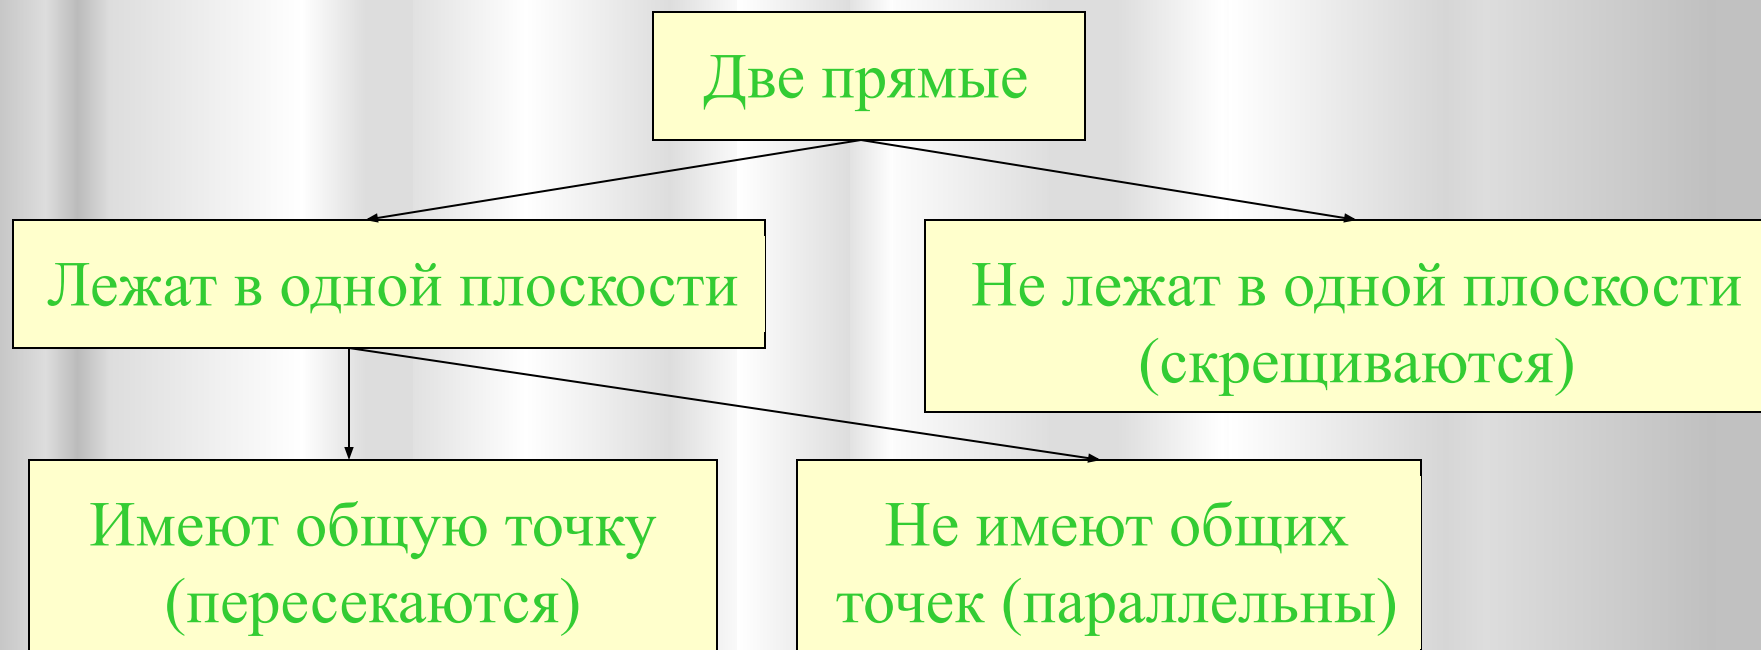 Две прямые
Лежат в одной плоскости
Не лежат в одной плоскости
(скрещиваются)
Имеют общую точку
(пересекаются)
Не имеют общих
точек (параллельны)